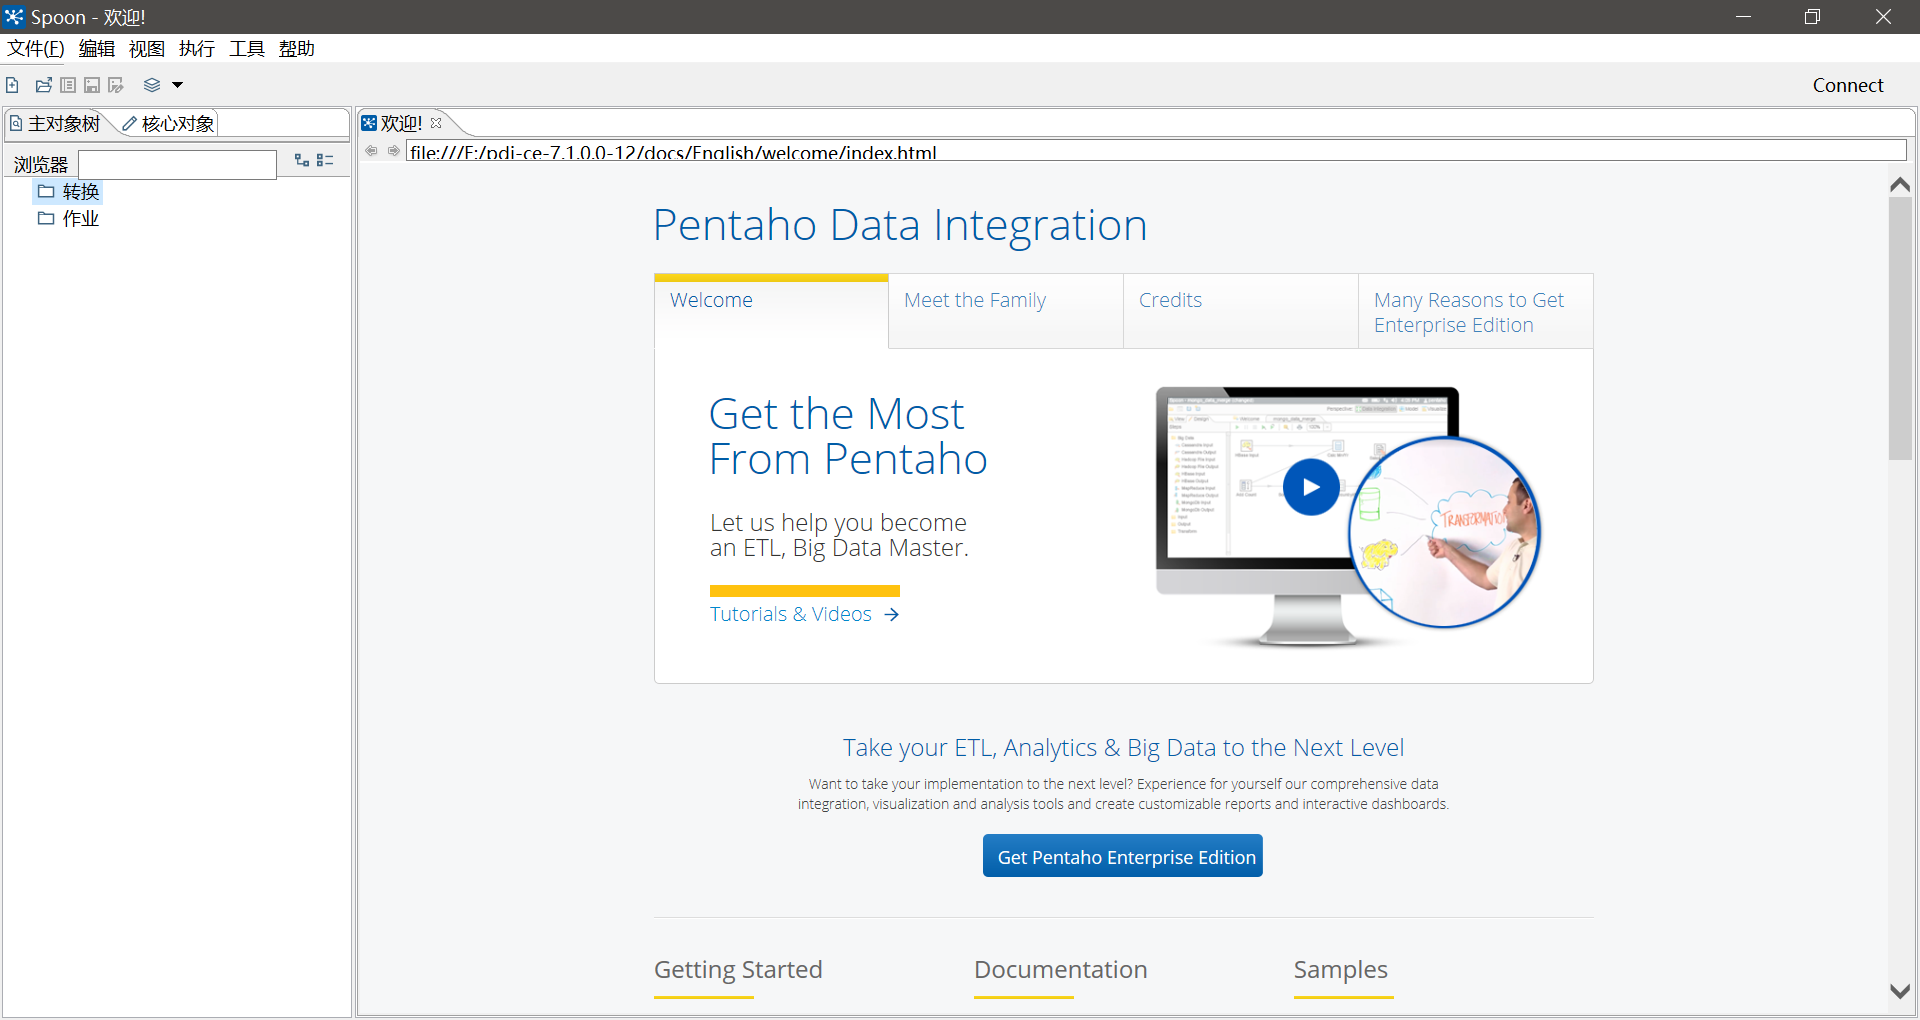 Spoon - 欢迎!
文件(F) 编辑 视图 执行 工具 帮助
Connect
主对象树 核心对象
欢迎!
浏览器
file:///E:/pdi-ce-7.1.0.0-12/docs/English/welcome/index.html
转换
作业
Pentaho Data Integration
Welcome
Meet the Family
Credits
Many Reasons to Get
Enterprise Edition
Get the Most
From Pentaho
Let us help you become
an ETL, Big Data Master.
Tutorials & Videos
Take your ETL, Analytics & Big Data to the Next Level
Want to take your implementation to the next level? Experience for yourself our comprehensive data
integration, visualization and analysis tools and create customizable reports and interactive dashboards.
Get Pentaho Enterprise Edition
Getting Started
Documentation
Samples